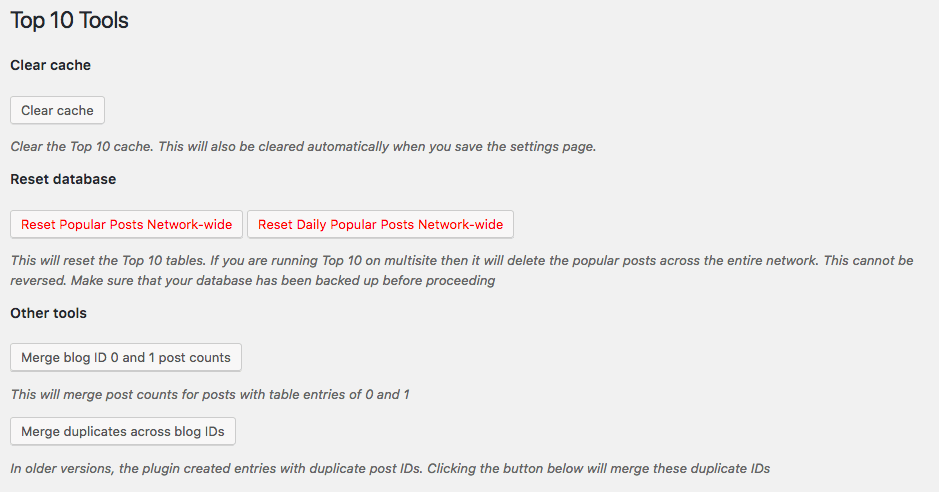 Top 10 Tools
Clear cache
Clear cache
Clear the Top 10 cache. This will also be cleared automatically when you save the settings page.
Reset database
Reset Popular Posts Network-wide Reset Daily Popular Posts Network-wide
This will reset the Top 10 tables. If you are running Top 10 on multisite then it will delete the popular posts across the entire network. This cannot be
reversed. Make sure that your database has been backed up before proceeding
Other tools
Merge blog ID 0 and 1 post counts
This will merge post counts for posts with table entries of 0 and 1
Merge duplicates across blog IDs
In older versions, the plugin created entries with duplicate post IDs. Clicking the button below will merge these duplicate IDs